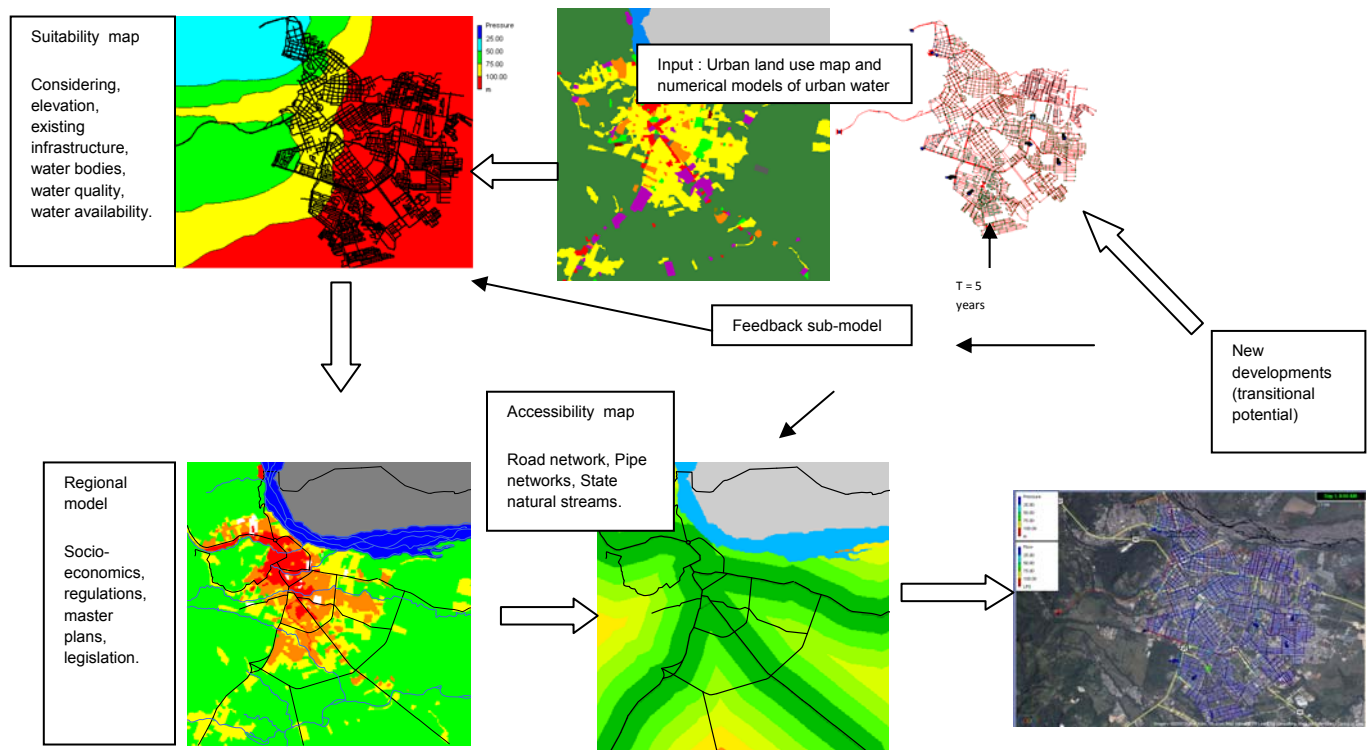 Suitability map
Considering,
elevation,
existing
infrastructure,
water bodies,
water quality,
water availability.
Pressure
25.00
50.00
75.00
100.00
m
Input : Urban land use map and
numerical models of urban water
T = 5
years
Feedback sub-model
New
developments
(transitional
potential)
Accessibility map
Road network, Pipe
networks, State
natural streams.
Regional
model
Socio-
economics,
regulations,
master
plans,
legislation.
Pressure
25.00
50.00
75.00
100.00
m
Flow
25.00
50.00
75.00
100.00
LPS